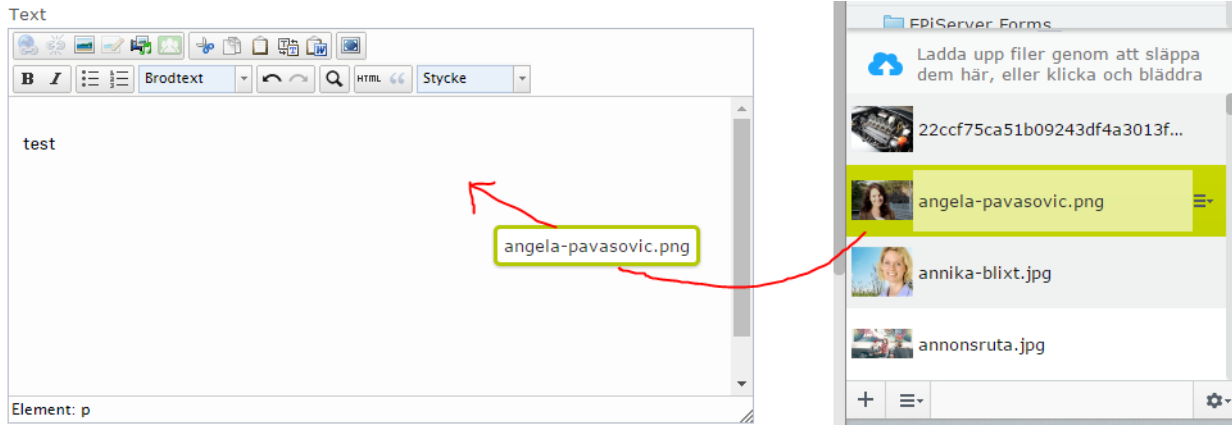 Text
B I Brodtext HTML Stycke
test
angela-pavasovic.png
Element: p
EPiServer Forms
Ladda upp filer genom att släppa
dem här, eller klicka och bläddra
22ccf75ca51b09243df4a3013f...
angela-pavasovic.png
annika-blixt.jpg
annonsruta.jpg